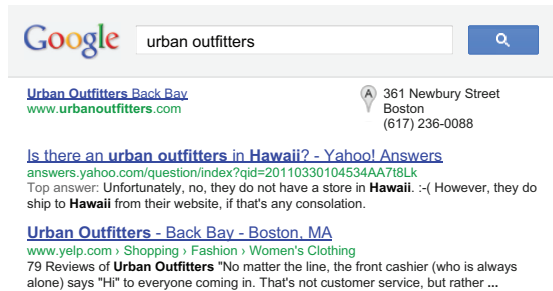 Google urban outfitters
Urban Outfitters Back Bay
www.urbanoutfitters.com
A 361 Newbury Street
Boston
(617) 236-0088
Is there an urban outfitters in Hawaii? - Yahoo! Answers
answers.yahoo.com/question/index?qid=20110330104534AA7t8Lk
Top answer: Unfortunately, no, they do not have a store in Hawaii. :-( However, they do
ship to Hawaii from their website, if that's any consolation.
Urban Outfitters - Back Bay - Boston, MA
www.yelp.com › Shopping › Fashion › Women's Clothing
79 Reviews of Urban Outfitters "No matter the line, the front cashier (who is always
alone) says "Hi" to everyone coming in. That's not customer service, but rather ...